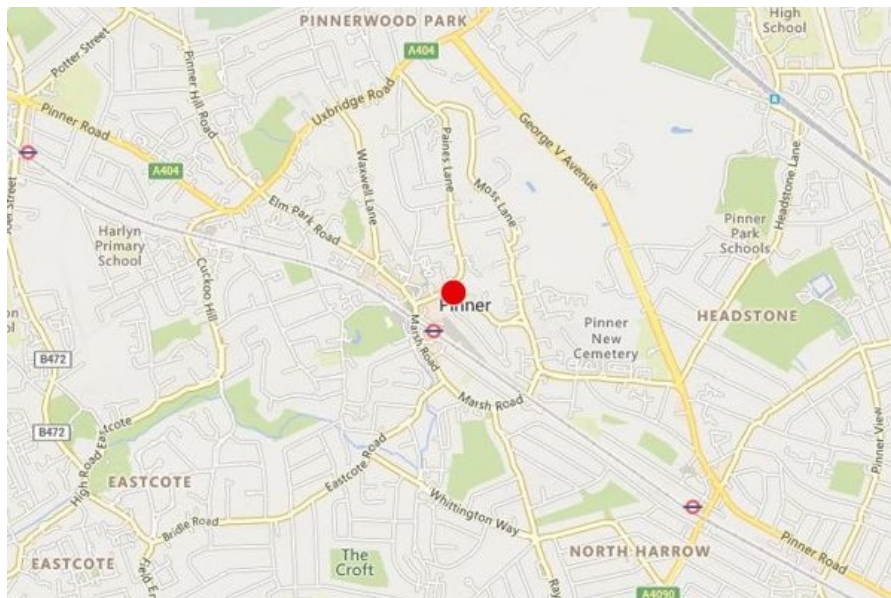 PINNERWOOD PARK
High
School
Potter Street
A404
Pinner Hill Road
Uxbridge Road
Pinner Road
George V Avenue
Paines Lane
Waxwell Lane
Moss Lane
Headstone Lane
A404
Elm Park Road
Pinner
Park
Schools
Harlyn
Primary
School
Cuckoo Hill
Pinner
HEADSTONE
Marsh Road
Pinner
New
Cemetery
B472
Marsh Road
B472
High Road Eastcote
Eastcote Road
Pinner View
EASTCOTE
Whittington Way
Bridle Road
Pinner Road
NORTH HARROW
The
Croft
EASTCOTE
A4090